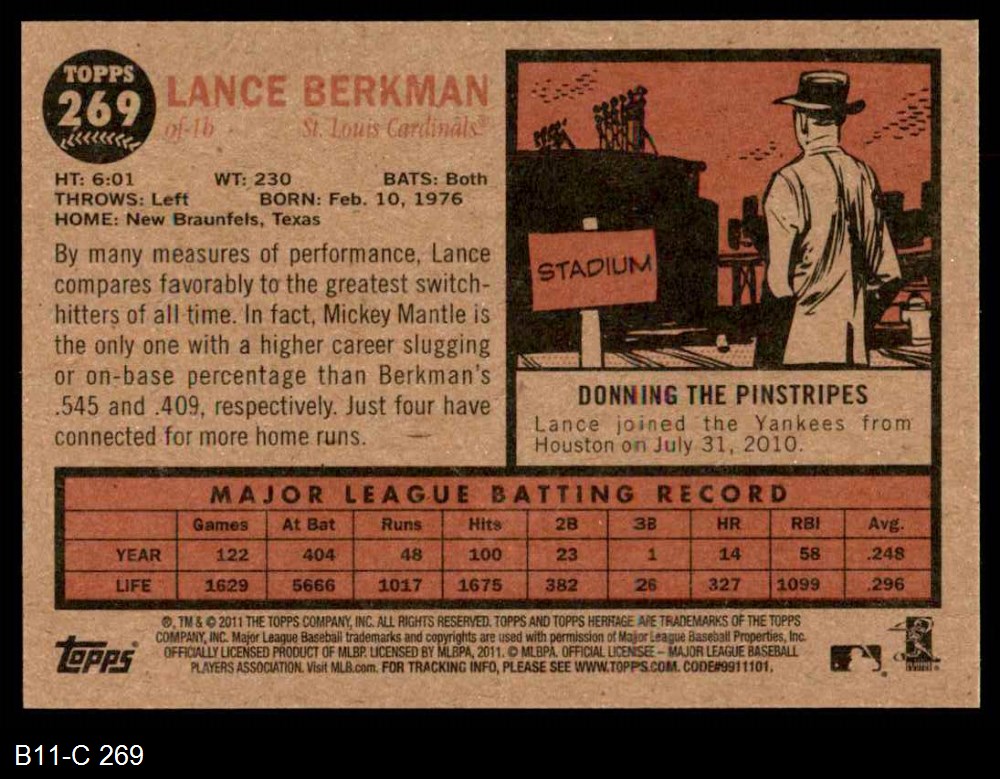 TOPPS
269
LANCE BERKMAN
of-1b St. Louis Cardinals®
HT: 6:01 WT: 230 BATS: Both
THROWS: Left BORN: Feb. 10, 1976
HOME: New Braunfels, Texas
By many measures of performance, Lance
compares favorably to the greatest switch-
hitters of all time. In fact, Mickey Mantle is
the only one with a higher career slugging
or on-base percentage than Berkman's
.545 and .409, respectively. Just four have
connected for more home runs.
STADIUM
DONNING THE PINSTRIPES
Lance joined the Yankees from
Houston on July 31, 2010.
MAJOR LEAGUE BATTING RECORD
Games At Bat Runs Hits 2B 3B HR RBI Avg.
YEAR 122 404 48 100 23 1 14 58 .248
LIFE 1629 5666 1017 1675 382 26 327 1099 .296
®, TM & © 2011 THE TOPPS COMPANY, INC. ALL RIGHTS RESERVED. TOPPS AND TOPPS HERITAGE ARE TRADEMARKS OF THE TOPPS
COMPANY, INC. Major League Baseball trademarks and copyrights are used with permission of Major League Baseball Properties, Inc.
OFFICIALLY LICENSED PRODUCT OF MLBP. LICENSED BY MLBPA, 2011. © MLBPA. OFFICIAL LICENSEE – MAJOR LEAGUE BASEBALL
PLAYERS ASSOCIATION. Visit MLB.com. FOR TRACKING INFO, PLEASE SEE WWW.TOPPS.COM. CODE#9911101.
topps®
B11-C 269